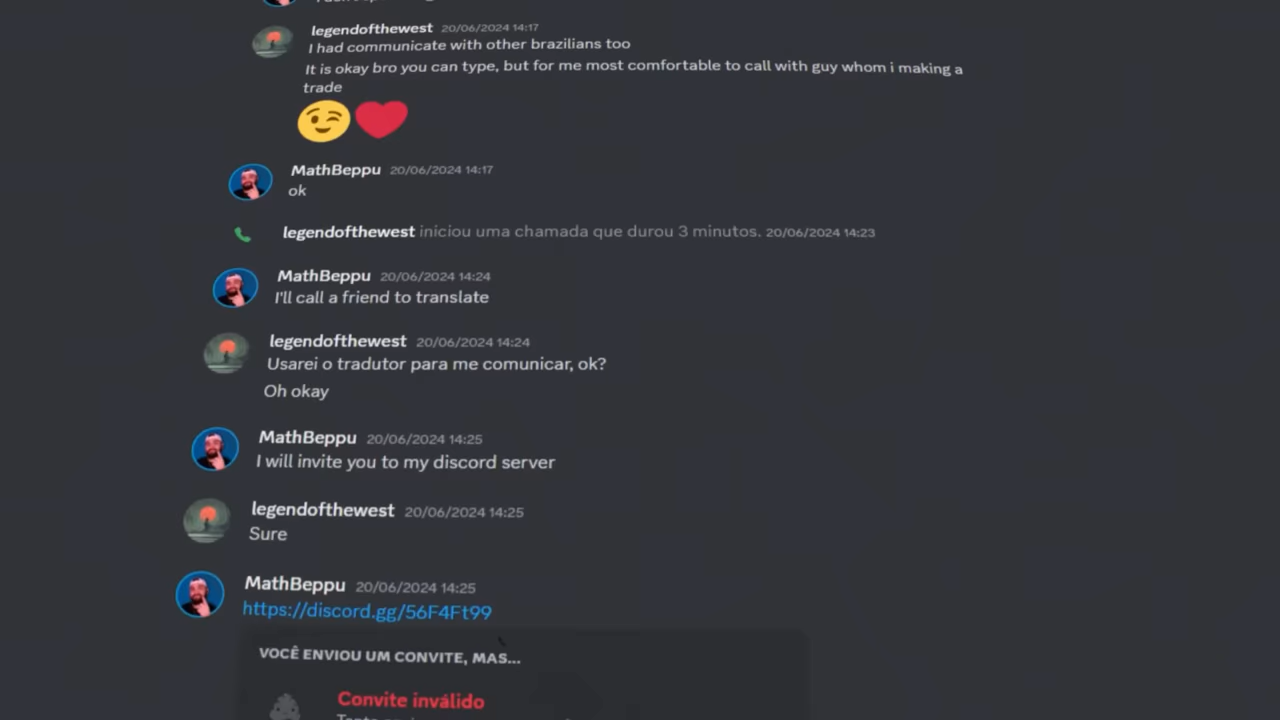 legendofthewest 20/06/2024 14:17
I had communicate with other brazilians too
It is okay bro you can type, but for me most comfortable to call with guy whom i making a
trade
MathBeppu 20/06/2024 14:17
ok
legendofthewest iniciou uma chamada que durou 3 minutos. 20/06/2024 14:23
MathBeppu 20/06/2024 14:24
I'll call a friend to translate
legendofthewest 20/06/2024 14:24
Usarei o tradutor para me comunicar, ok?
Oh okay
MathBeppu 20/06/2024 14:25
I will invite you to my discord server
legendofthewest 20/06/2024 14:25
Sure
MathBeppu 20/06/2024 14:25
https://discord.gg/56F4Ft99
VOCÊ ENVIOU UM CONVITE, MAS...
Convite inválido